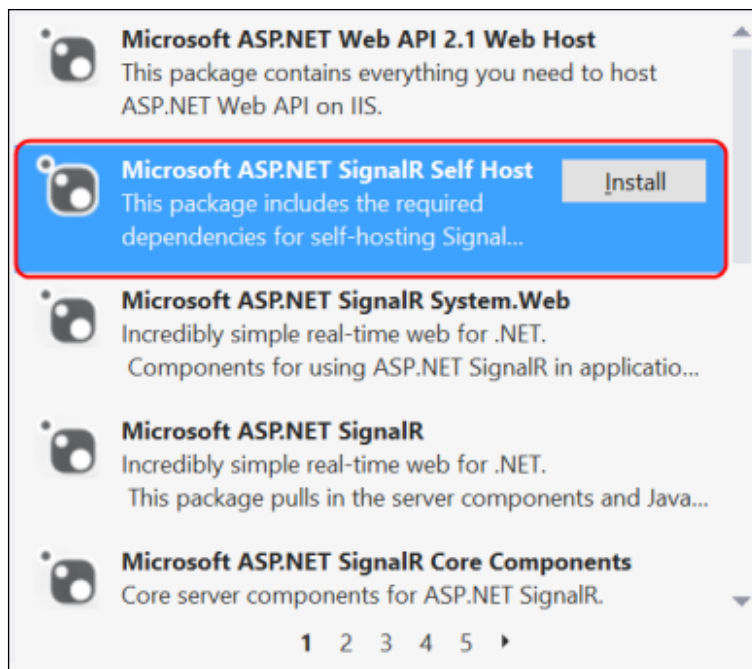 Microsoft ASP.NET Web API 2.1 Web Host
This package contains everything you need to host
ASP.NET Web API on IIS.
Microsoft ASP.NET SignalR Self Host
Install
This package includes the required
dependencies for self-hosting Signal...
Microsoft ASP.NET SignalR System.Web
Incredibly simple real-time web for .NET.
Components for using ASP.NET SignalR in applicatio...
Microsoft ASP.NET SignalR
Incredibly simple real-time web for .NET.
This package pulls in the server components and Java...
Microsoft ASP.NET SignalR Core Components
Core server components for ASP.NET SignalR.
1 2 3 4 5